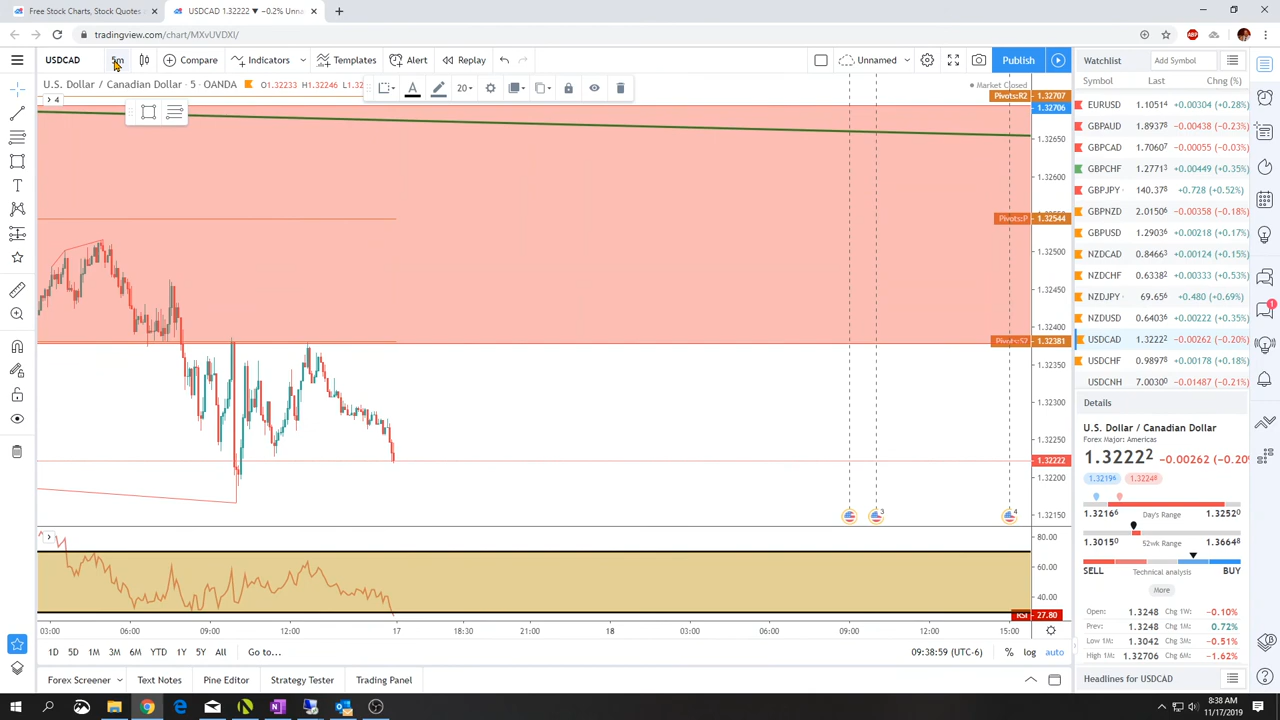 Free Stock Charts, Stock Quotes
USDCAD 1.32222 ▼ −0.2% Unna
tradingview.com/chart/MXvUVDXI/
USDCAD
5m
Compare
Indicators
Templates
Alert
Replay
Unnamed
Publish
Watchlist
Add Symbol
U.S. Dollar / Canadian Dollar · 5 · OANDA
O1.32233 H1.32246 L1.32
20
4
Market Closed
Symbol Last Chg (%)
EURUSD 1.1051⁴ +0.00304 (+0.28%)
GBPAUD 1.8937⁸ −0.00438 (−0.23%)
GBPCAD 1.7060⁷ −0.00055 (−0.03%)
GBPCHF 1.2771³ +0.00449 (+0.35%)
GBPJPY 140.37⁸ +0.728 (+0.52%)
GBPNZD 2.0150⁶ −0.00358 (−0.18%)
GBPUSD 1.2903⁶ +0.00218 (+0.17%)
NZDCAD 0.8466³ +0.00124 (+0.15%)
NZDCHF 0.6338² +0.00333 (+0.53%)
NZDJPY 69.65⁶ +0.480 (+0.69%)
NZDUSD 0.6403⁶ +0.00222 (+0.35%)
USDCAD 1.3222² −0.00262 (−0.20%)
USDCHF 0.9897⁸ +0.00178 (+0.18%)
USDCNH 7.0030⁰ −0.01487 (−0.21%)
Pivots:R2 1.32707
1.32706
1.32650
1.32600
Pivots:P 1.32544
1.32500
1.32450
1.32400
1.32381
1.32350
1.32300
1.32250
1.32222
1.32200
1.32150
80.00
60.00
40.00
RSI 27.80
3
4
03:00 06:00 09:00 12:00 17 18:30 21:00 18 03:00 06:00 09:00 12:00 15:00
1D 5D 1M 3M 6M YTD 1Y 5Y All Go to...
09:38:59 (UTC-6) % log auto
Forex Screener Text Notes Pine Editor Strategy Tester Trading Panel
Details
U.S. Dollar / Canadian Dollar
Forex Major: Americas
1.3222² −0.00262 (−0.20%
1.3219⁶ 1.3224⁸
1.3216⁶ Day's Range 1.3252⁰
1.3015⁰ 52wk Range 1.3664⁸
SELL Technical analysis BUY
More
Open: 1.3248 Chg 1W: −0.10%
Prev: 1.3248 Chg 1M: 0.72%
Low 1M: 1.3042 Chg 3M: −0.51%
High 1M: 1.32706 Chg 6M: −1.62%
Headlines for USDCAD
1
8:38 AM
11/17/2019